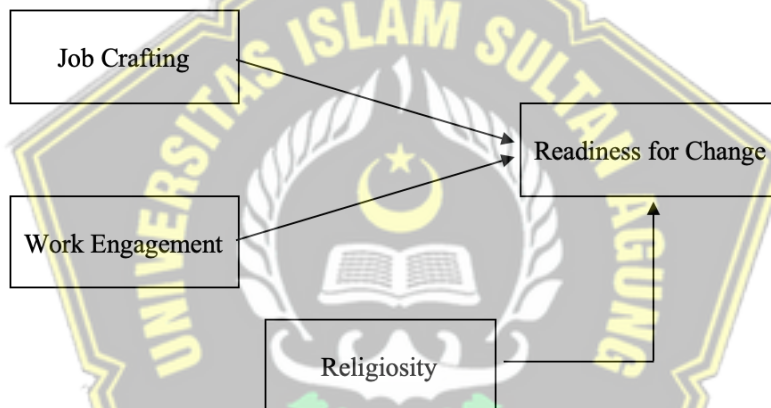 Job Crafting
UNIVERSITAS ISLAM SULTAN AGUNG
Readiness for Change
Work Engagement
Religiosity